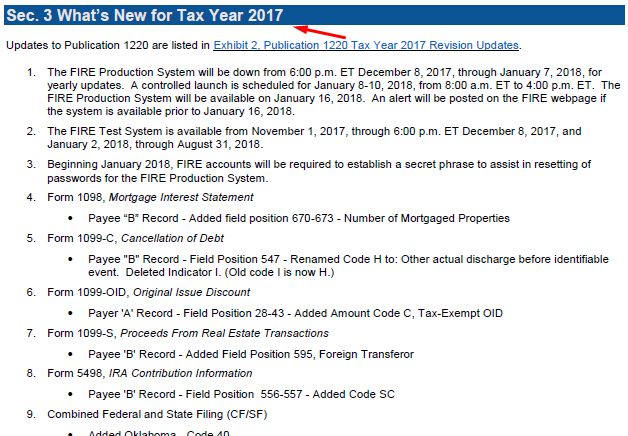 Sec. 3 What's New for Tax Year 2017
Updates to Publication 1220 are listed in Exhibit 2, Publication 1220 Tax Year 2017 Revision Updates.
1. The FIRE Production System will be down from 6:00 p.m. ET December 8, 2017, through January 7, 2018, for
yearly updates. A controlled launch is scheduled for January 8-10, 2018, from 8:00 a.m. ET to 4:00 p.m. ET. The
FIRE Production System will be available on January 16, 2018. An alert will be posted on the FIRE webpage if
the system is available prior to January 16, 2018.
2. The FIRE Test System is available from November 1, 2017, through 6:00 p.m. ET December 8, 2017, and
January 2, 2018, through August 31, 2018.
3. Beginning January 2018, FIRE accounts will be required to establish a secret phrase to assist in resetting of
passwords for the FIRE Production System.
4. Form 1098, Mortgage Interest Statement
• Payee “B” Record - Added field position 670-673 - Number of Mortgaged Properties
5. Form 1099-C, Cancellation of Debt
• Payee "B" Record - Field Position 547 - Renamed Code H to: Other actual discharge before identifiable
event. Deleted Indicator I. (Old code I is now H.)
6. Form 1099-OID, Original Issue Discount
• Payer 'A' Record - Field Position 28-43 - Added Amount Code C, Tax-Exempt OID
7. Form 1099-S, Proceeds From Real Estate Transactions
• Payee 'B' Record - Added Field Position 595, Foreign Transferor
8. Form 5498, IRA Contribution Information
• Payee 'B' Record - Field Position 556-557 - Added Code SC
9. Combined Federal and State Filing (CF/SF)
• Added Oklahoma - Code 40